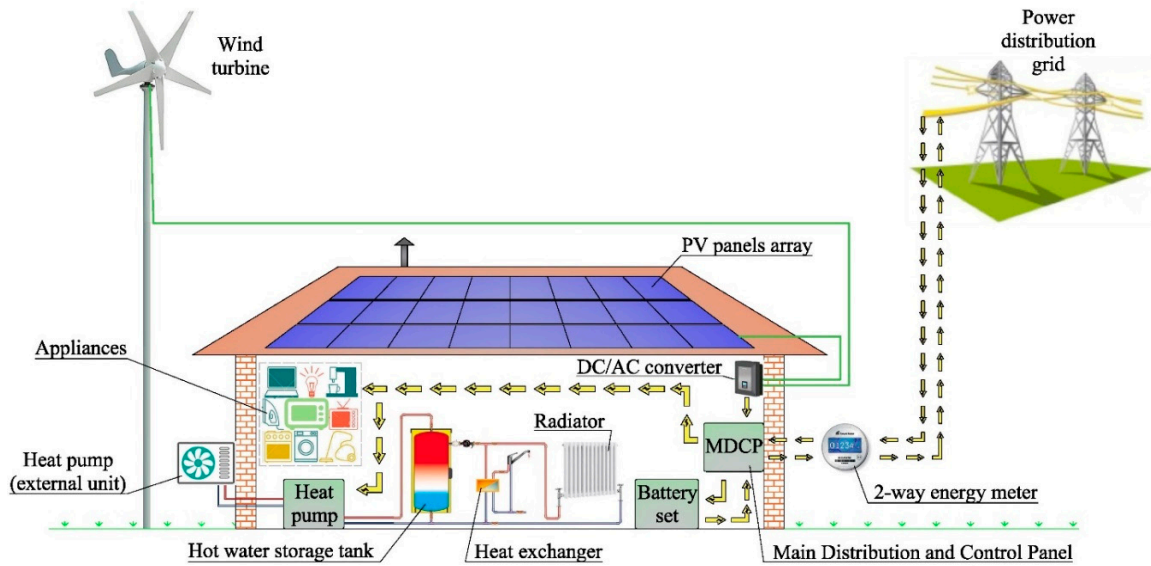 Wind
turbine
Power
distribution
grid
PV panels array
Appliances
DC/AC converter
Radiator
MDCP
Heat pump
(external unit)
Heat
pump
Battery
set
2-way energy meter
Hot water storage tank
Heat exchanger
Main Distribution and Control Panel